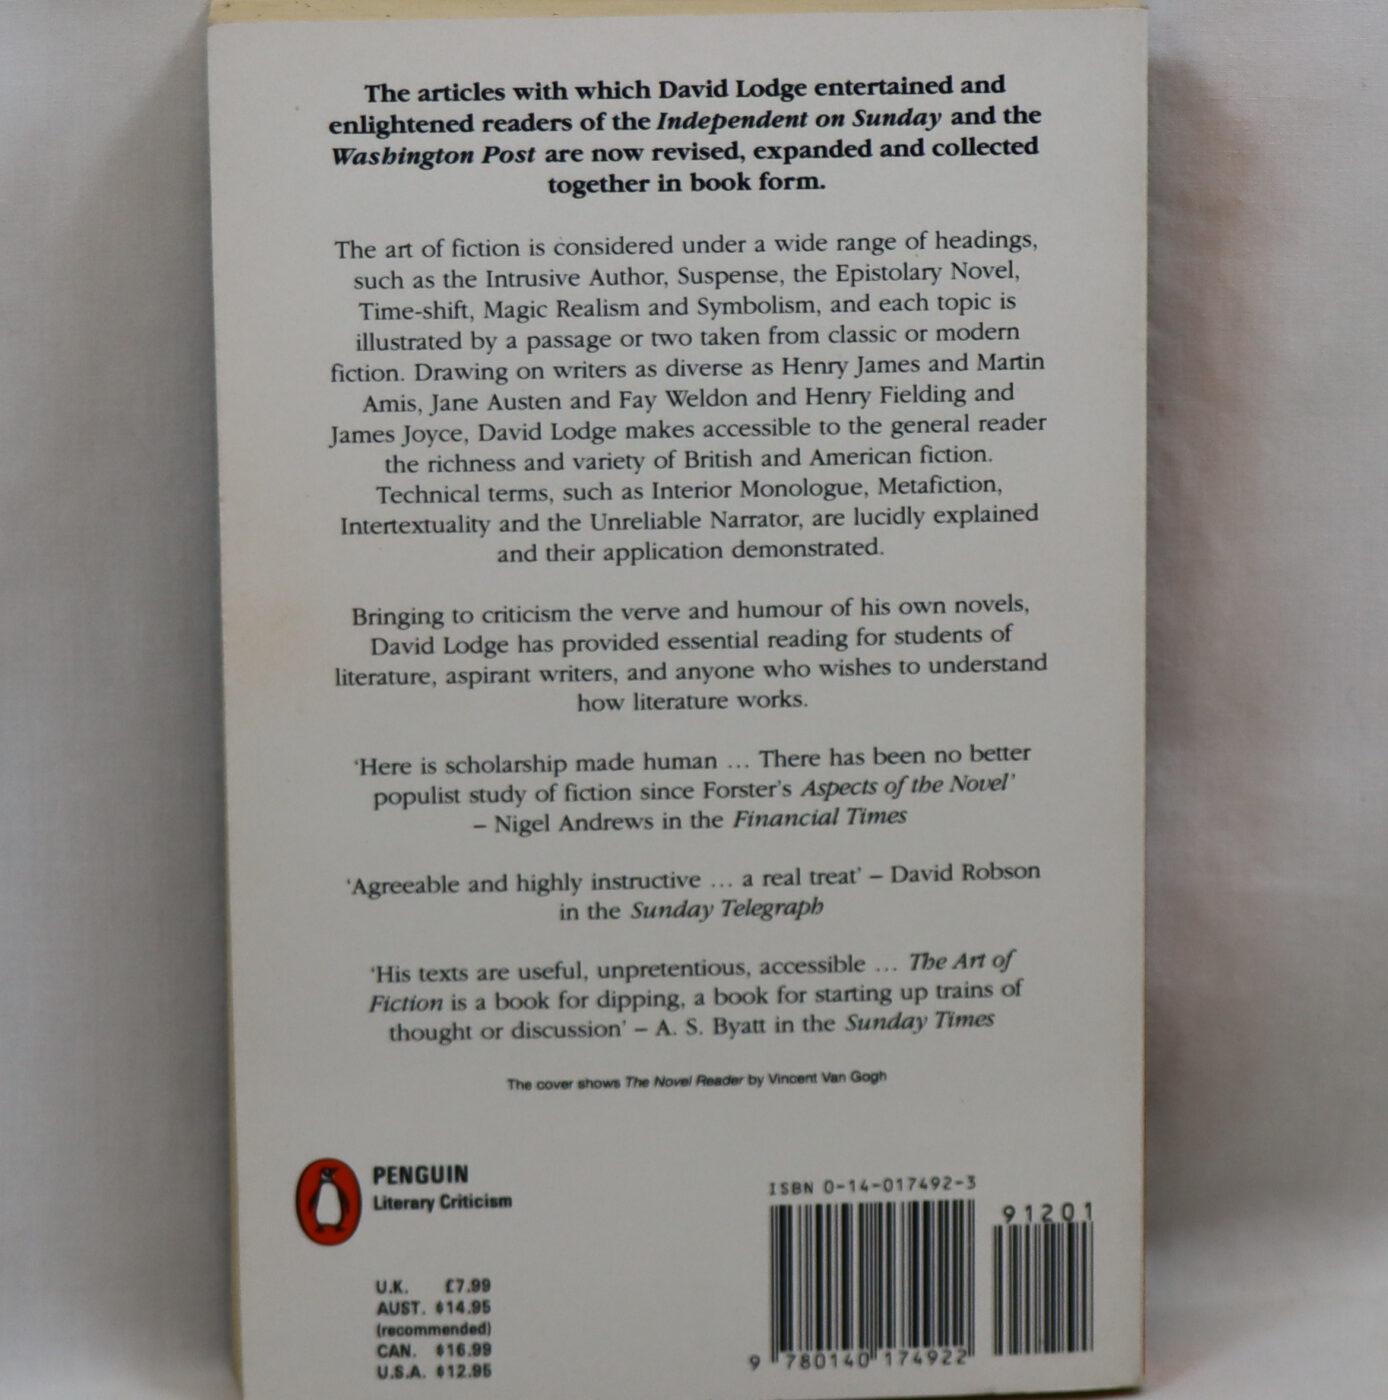 The articles with which David Lodge entertained and
enlightened readers of the Independent on Sunday and the
Washington Post are now revised, expanded and collected
together in book form.
The art of fiction is considered under a wide range of headings,
such as the Intrusive Author, Suspense, the Epistolary Novel,
Time-shift, Magic Realism and Symbolism, and each topic is
illustrated by a passage or two taken from classic or modern
fiction. Drawing on writers as diverse as Henry James and Martin
Amis, Jane Austen and Fay Weldon and Henry Fielding and
James Joyce, David Lodge makes accessible to the general reader
the richness and variety of British and American fiction.
Technical terms, such as Interior Monologue, Metafiction,
Intertextuality and the Unreliable Narrator, are lucidly explained
and their application demonstrated.
Bringing to criticism the verve and humour of his own novels,
David Lodge has provided essential reading for students of
literature, aspirant writers, and anyone who wishes to understand
how literature works.
‘Here is scholarship made human … There has been no better
populist study of fiction since Forster’s Aspects of the Novel’
– Nigel Andrews in the Financial Times
‘Agreeable and highly instructive … a real treat’ – David Robson
in the Sunday Telegraph
‘His texts are useful, unpretentious, accessible … The Art of
Fiction is a book for dipping, a book for starting up trains of
thought or discussion’ – A. S. Byatt in the Sunday Times
The cover shows The Novel Reader by Vincent Van Gogh
PENGUIN
Literary Criticism
U.K. £7.99
AUST. $14.95
(recommended)
CAN. $16.99
U.S.A. $12.95
ISBN 0-14-017492-3
91201
9 780140 174922